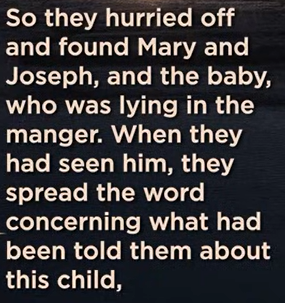 So they hurried off
and found Mary and
Joseph, and the baby,
who was lying in the
manger. When they
had seen him, they
spread the word
concerning what had
been told them about
this child,